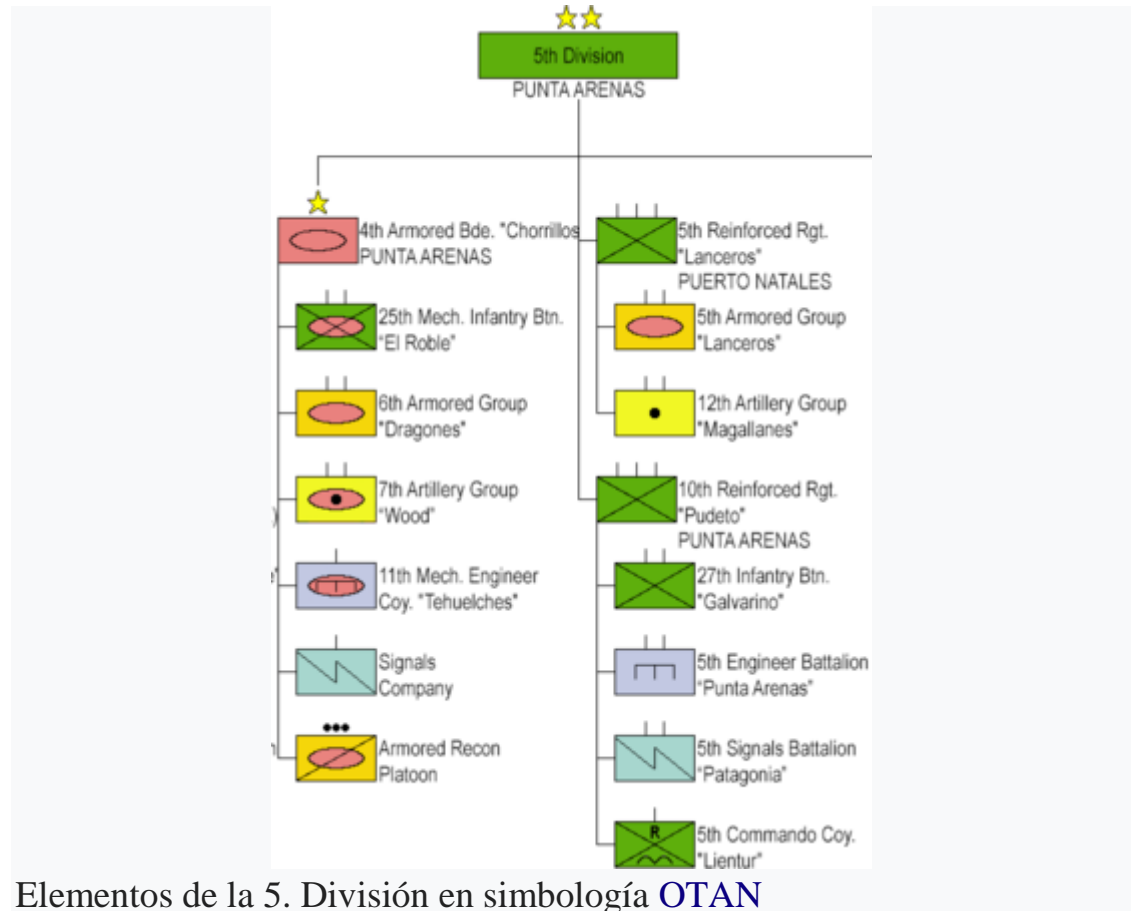 5th Division
PUNTA ARENAS
4th Armored Bde. "Chorrillos
PUNTA ARENAS
25th Mech. Infantry Btn.
"El Roble"
6th Armored Group
"Dragones"
7th Artillery Group
"Wood"
11th Mech. Engineer
Coy. "Tehuelches"
Signals
Company
Armored Recon
Platoon
5th Reinforced Rgt.
"Lanceros"
PUERTO NATALES
5th Armored Group
"Lanceros"
12th Artillery Group
"Magallanes"
10th Reinforced Rgt.
"Pudeto"
PUNTA ARENAS
27th Infantry Btn.
"Galvarino"
5th Engineer Battalion
"Punta Arenas"
5th Signals Battalion
"Patagonia"
R
5th Commando Coy.
"Lientur"
Elementos de la 5. División en simbología OTAN